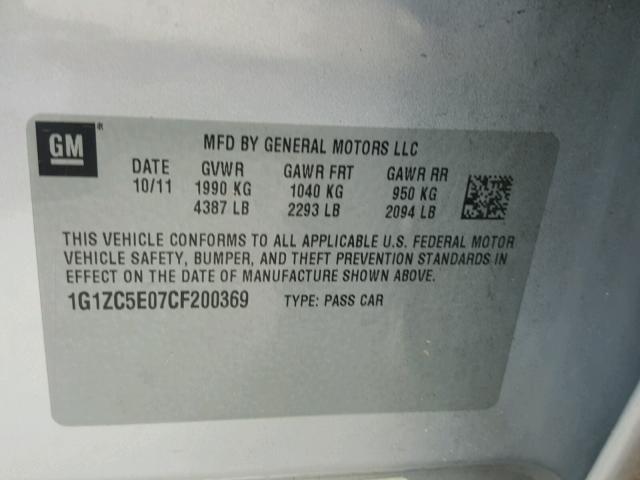 GM ®
MFD BY GENERAL MOTORS LLC
DATE GVWR GAWR FRT GAWR RR
10/11 1990 KG 1040 KG 950 KG
4387 LB 2293 LB 2094 LB
THIS VEHICLE CONFORMS TO ALL APPLICABLE U.S. FEDERAL MOTOR
VEHICLE SAFETY, BUMPER, AND THEFT PREVENTION STANDARDS IN
EFFECT ON THE DATE OF MANUFACTURE SHOWN ABOVE.
1G1ZC5E07CF200369 TYPE: PASS CAR